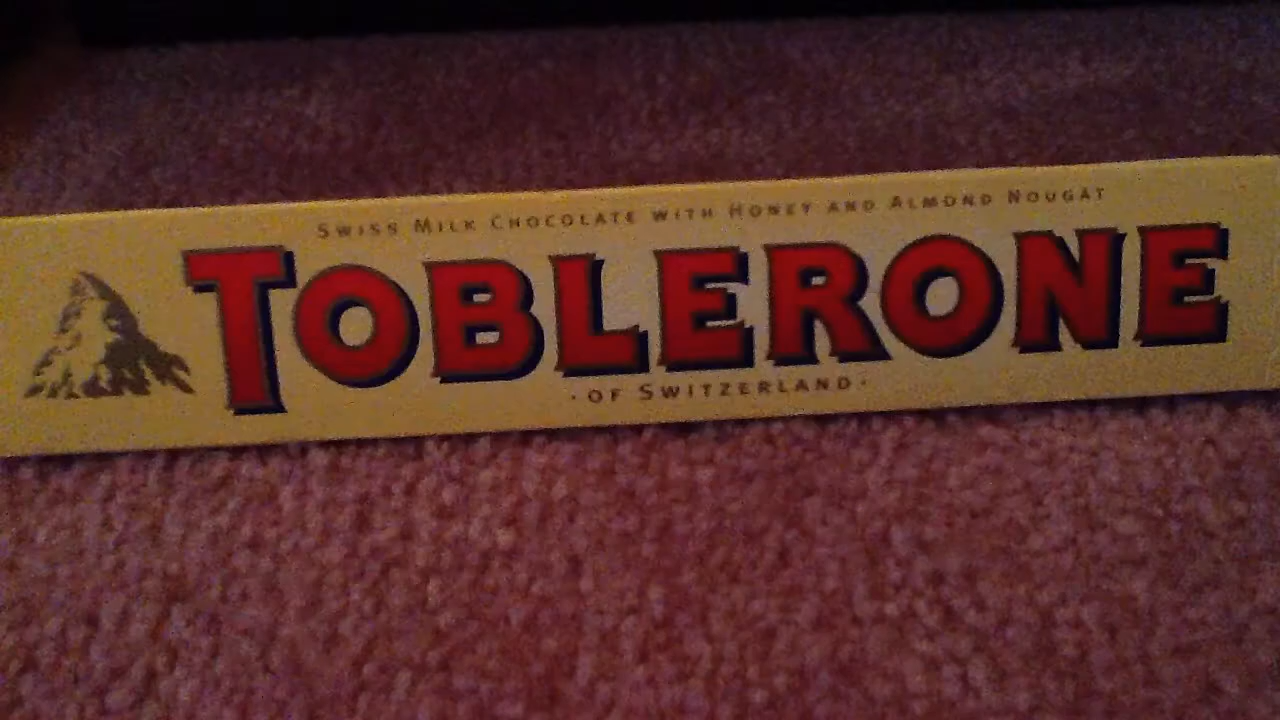 Swiss Milk Chocolate with Honey and Almond Nougat
TOBLERONE
· OF SWITZERLAND ·